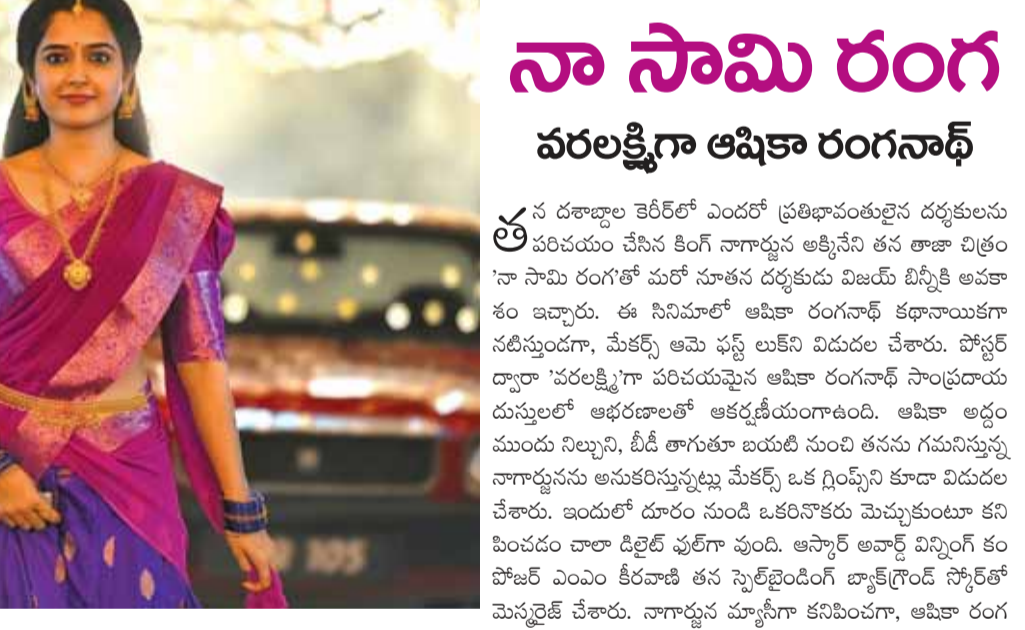 నా సామి రంగ
వరలక్ష్మిగా ఆషికా రంగనాథ్
తన దశాబ్దాల కెరీర్‌లో ఎందరో ప్రతిభావంతులైన దర్శకులను
పరిచయం చేసిన కింగ్ నాగార్జున అక్కినేని తన తాజా చిత్రం
'నా సామి రంగ'తో మరో నూతన దర్శకుడు విజయ్ బిన్నీకి అవకా
శం ఇచ్చారు. ఈ సినిమాలో ఆషికా రంగనాథ్ కథానాయికగా
నటిస్తుండగా, మేకర్స్ ఆమె ఫస్ట్ లుక్‌ని విడుదల చేశారు. పోస్టర్
ద్వారా 'వరలక్ష్మి'గా పరిచయమైన ఆషికా రంగనాథ్ సాంప్రదాయ
దుస్తులలో ఆభరణాలతో ఆకర్షణీయంగాఉంది. ఆషికా అద్దం
ముందు నిల్చుని, బీడీ తాగుతూ బయటి నుంచి తనను గమనిస్తున్న
నాగార్జునను అనుకరిస్తున్నట్లు మేకర్స్ ఒక గ్లింప్స్‌ని కూడా విడుదల
చేశారు. ఇందులో దూరం నుండి ఒకరినొకరు మెచ్చుకుంటూ కని
పించడం చాలా డిలైట్ ఫుల్‌గా వుంది. ఆస్కార్ అవార్డ్ విన్నింగ్ కం
పోజర్ ఎంఎం కీరవాణి తన స్పెల్‌బైండింగ్ బ్యాక్‌గ్రౌండ్ స్కోర్‌తో
మెస్మరైజ్ చేశారు. నాగార్జున మ్యాసీగా కనిపించగా, ఆషికా రంగ